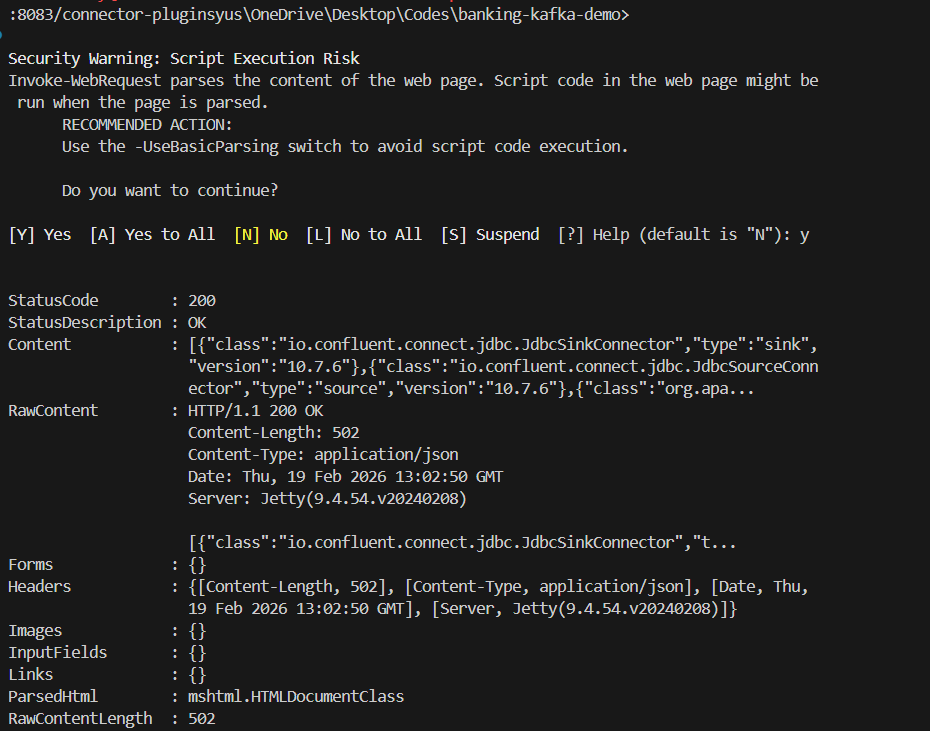 :8083/connector-pluginsyus\OneDrive\Desktop\Codes\banking-kafka-demo>
Security Warning: Script Execution Risk
Invoke-WebRequest parses the content of the web page. Script code in the web page might be
 run when the page is parsed.
      RECOMMENDED ACTION:
      Use the -UseBasicParsing switch to avoid script code execution.
      Do you want to continue?
[Y] Yes  [A] Yes to All  [N] No  [L] No to All  [S] Suspend  [?] Help (default is "N"): y
StatusCode        : 200
StatusDescription : OK
Content           : [{"class":"io.confluent.connect.jdbc.JdbcSinkConnector","type":"sink",
                    "version":"10.7.6"},{"class":"io.confluent.connect.jdbc.JdbcSourceConn
                    ector","type":"source","version":"10.7.6"},{"class":"org.apa...
RawContent        : HTTP/1.1 200 OK
                    Content-Length: 502
                    Content-Type: application/json
                    Date: Thu, 19 Feb 2026 13:02:50 GMT
                    Server: Jetty(9.4.54.v20240208)
                    [{"class":"io.confluent.connect.jdbc.JdbcSinkConnector","t...
Forms             : {}
Headers           : {[Content-Length, 502], [Content-Type, application/json], [Date, Thu,
                    19 Feb 2026 13:02:50 GMT], [Server, Jetty(9.4.54.v20240208)]}
Images            : {}
InputFields       : {}
Links             : {}
ParsedHtml        : mshtml.HTMLDocumentClass
RawContentLength  : 502